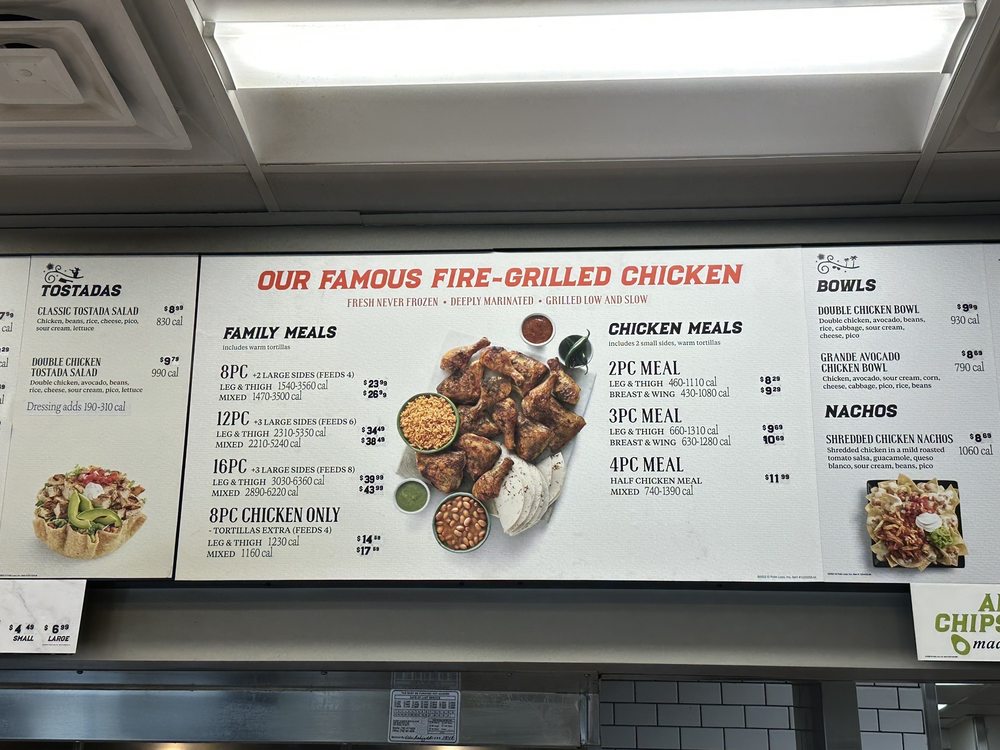 TOSTADAS
CLASSIC TOSTADA SALAD $8.99
Chicken, beans, rice, cheese, pico, 830 cal
sour cream, lettuce
DOUBLE CHICKEN $9.79
TOSTADA SALAD 990 cal
Double chicken, avocado, beans,
rice, cheese, sour cream, pico, lettuce
Dressing adds 190-310 cal
$4.49 $6.99
SMALL LARGE
OUR FAMOUS FIRE-GRILLED CHICKEN
FRESH NEVER FROZEN • DEEPLY MARINATED • GRILLED LOW AND SLOW
FAMILY MEALS
includes warm tortillas
8PC +2 LARGE SIDES (FEEDS 4)
LEG & THIGH 1540-3560 cal $23.99
MIXED 1470-3500 cal $26.99
12PC +3 LARGE SIDES (FEEDS 6)
LEG & THIGH 2310-5350 cal $34.49
MIXED 2210-5240 cal $38.49
16PC +3 LARGE SIDES (FEEDS 8)
LEG & THIGH 3030-6360 cal $39.99
MIXED 2890-6220 cal $43.99
8PC CHICKEN ONLY
- TORTILLAS EXTRA (FEEDS 4)
LEG & THIGH 1230 cal
MIXED 1160 cal
CHICKEN MEALS
includes 2 small sides, warm tortillas
2PC MEAL
LEG & THIGH 460-1110 cal $8.29
BREAST & WING 430-1080 cal $9.29
3PC MEAL
LEG & THIGH 660-1310 cal $9.69
BREAST & WING 630-1280 cal 10.69
4PC MEAL
HALF CHICKEN MEAL $11.99
MIXED 740-1390 cal
BOWLS
DOUBLE CHICKEN BOWL $9.99
Double chicken, avocado, beans, 930 cal
rice, cabbage, sour cream,
cheese, pico
GRANDE AVOCADO $8.69
CHICKEN BOWL 790 cal
Chicken, avocado, sour cream, corn,
cheese, cabbage, pico, rice, beans
NACHOS
SHREDDED CHICKEN NACHOS $8.89
Shredded chicken in a mild roasted 1060 cal
tomato salsa, guacamole, queso
blanco, sour cream, beans, pico
CHIPS